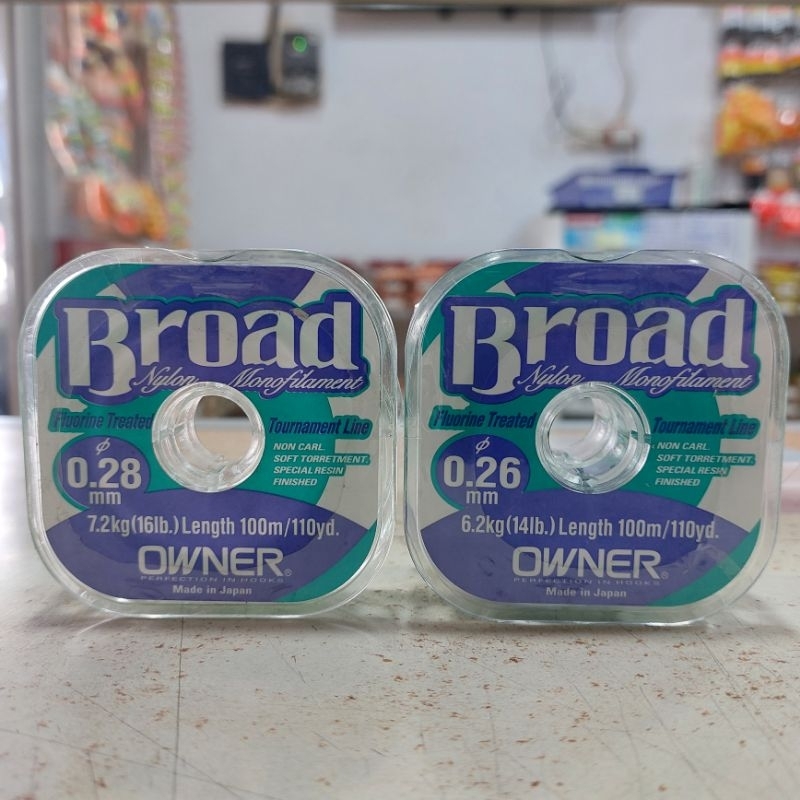 Broad
Nylon Monofilament
Fluorine Treated
Tournament Line
NON CARL.
SOFT TORRETMENT.
SPECIAL RESIN
FINISHED
ϕ
0.28
mm
7.2kg(16lb.) Length 100m/110yd.
OWNER®
PERFECTION IN HOOKS
Made in Japan
Broad
Nylon Monofilament
Fluorine Treated
Tournament Line
NON CARL.
SOFT TORRETMENT.
SPECIAL RESIN
FINISHED
ϕ
0.26
mm
6.2kg(14lb.) Length 100m/110yd.
OWNER®
PERFECTION IN HOOKS
Made in Japan